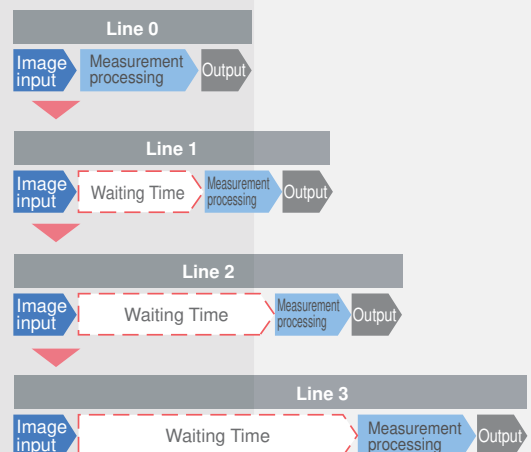 Line 0
Image
input
Measurement
processing
Output
Line 1
Image
input
Waiting Time
Measurement
processing
Output
Line 2
Image
input
Waiting Time
Measurement
processing
Output
Line 3
Image
input
Waiting Time
Measurement
processing
Output